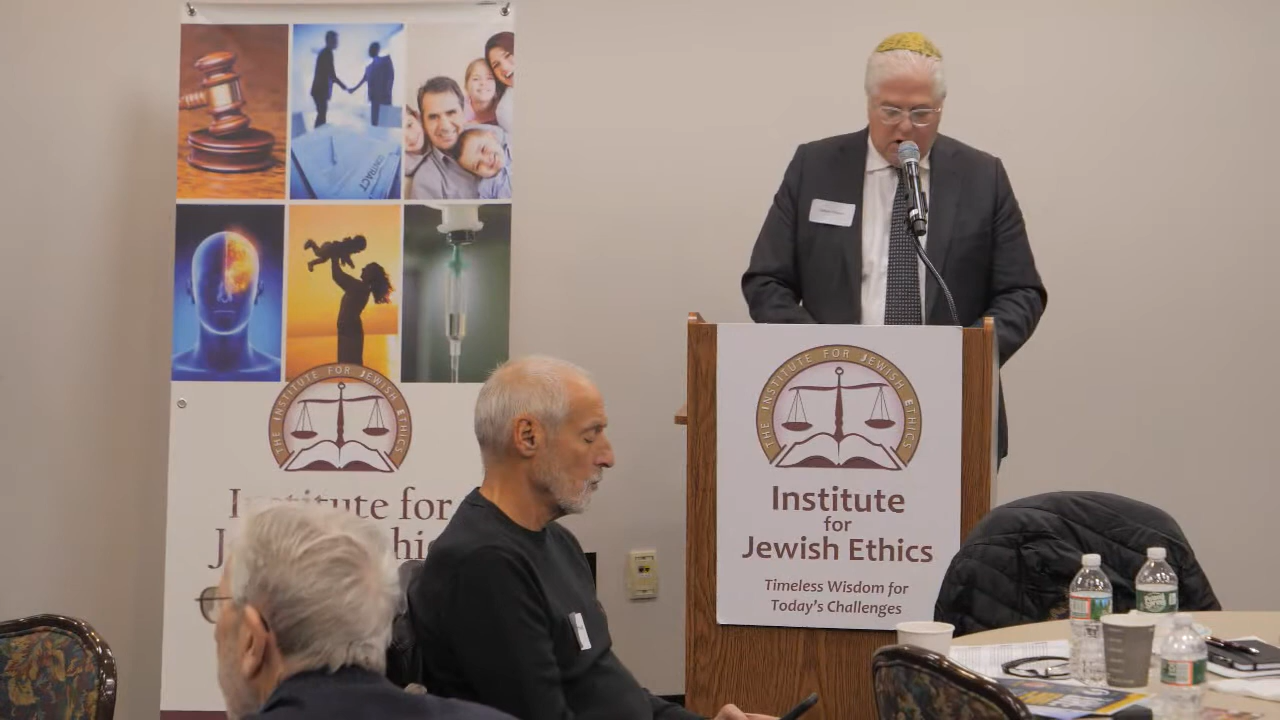 CONTRACT
THE INSTITUTE FOR JEWISH ETHICS
Institute for
THE INSTITUTE FOR JEWISH ETHICS
Institute
for
Jewish Ethics
Timeless Wisdom for
Today's Challenges